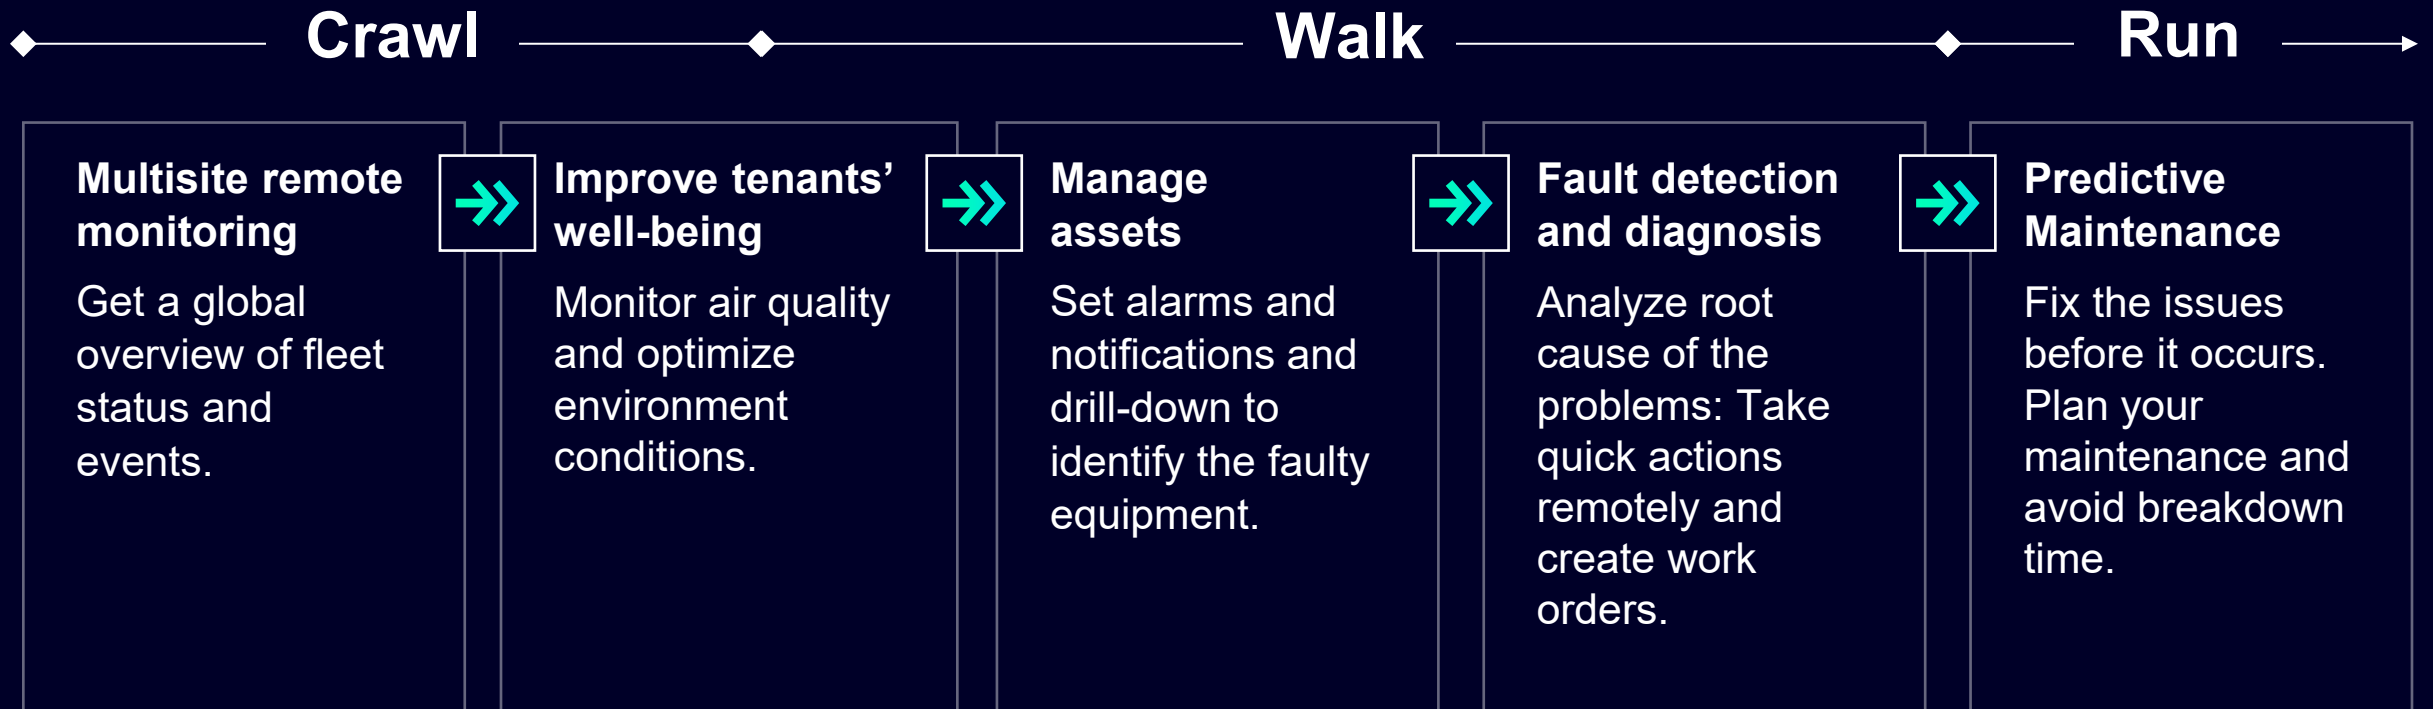 Crawl
Walk
Run
Multisite remote
monitoring
Get a global
overview of fleet
status and
events.
Improve tenants’
well-being
Monitor air quality
and optimize
environment
conditions.
Manage
assets
Set alarms and
notifications and
drill-down to
identify the faulty
equipment.
Fault detection
and diagnosis
Analyze root
cause of the
problems: Take
quick actions
remotely and
create work
orders.
Predictive
Maintenance
Fix the issues
before it occurs.
Plan your
maintenance and
avoid breakdown
time.